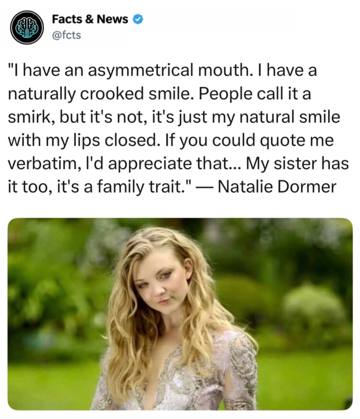 Facts & News
@fcts
"I have an asymmetrical mouth. I have a
naturally crooked smile. People call it a
smirk, but it's not, it's just my natural smile
with my lips closed. If you could quote me
verbatim, I'd appreciate that... My sister has
it too, it's a family trait." — Natalie Dormer